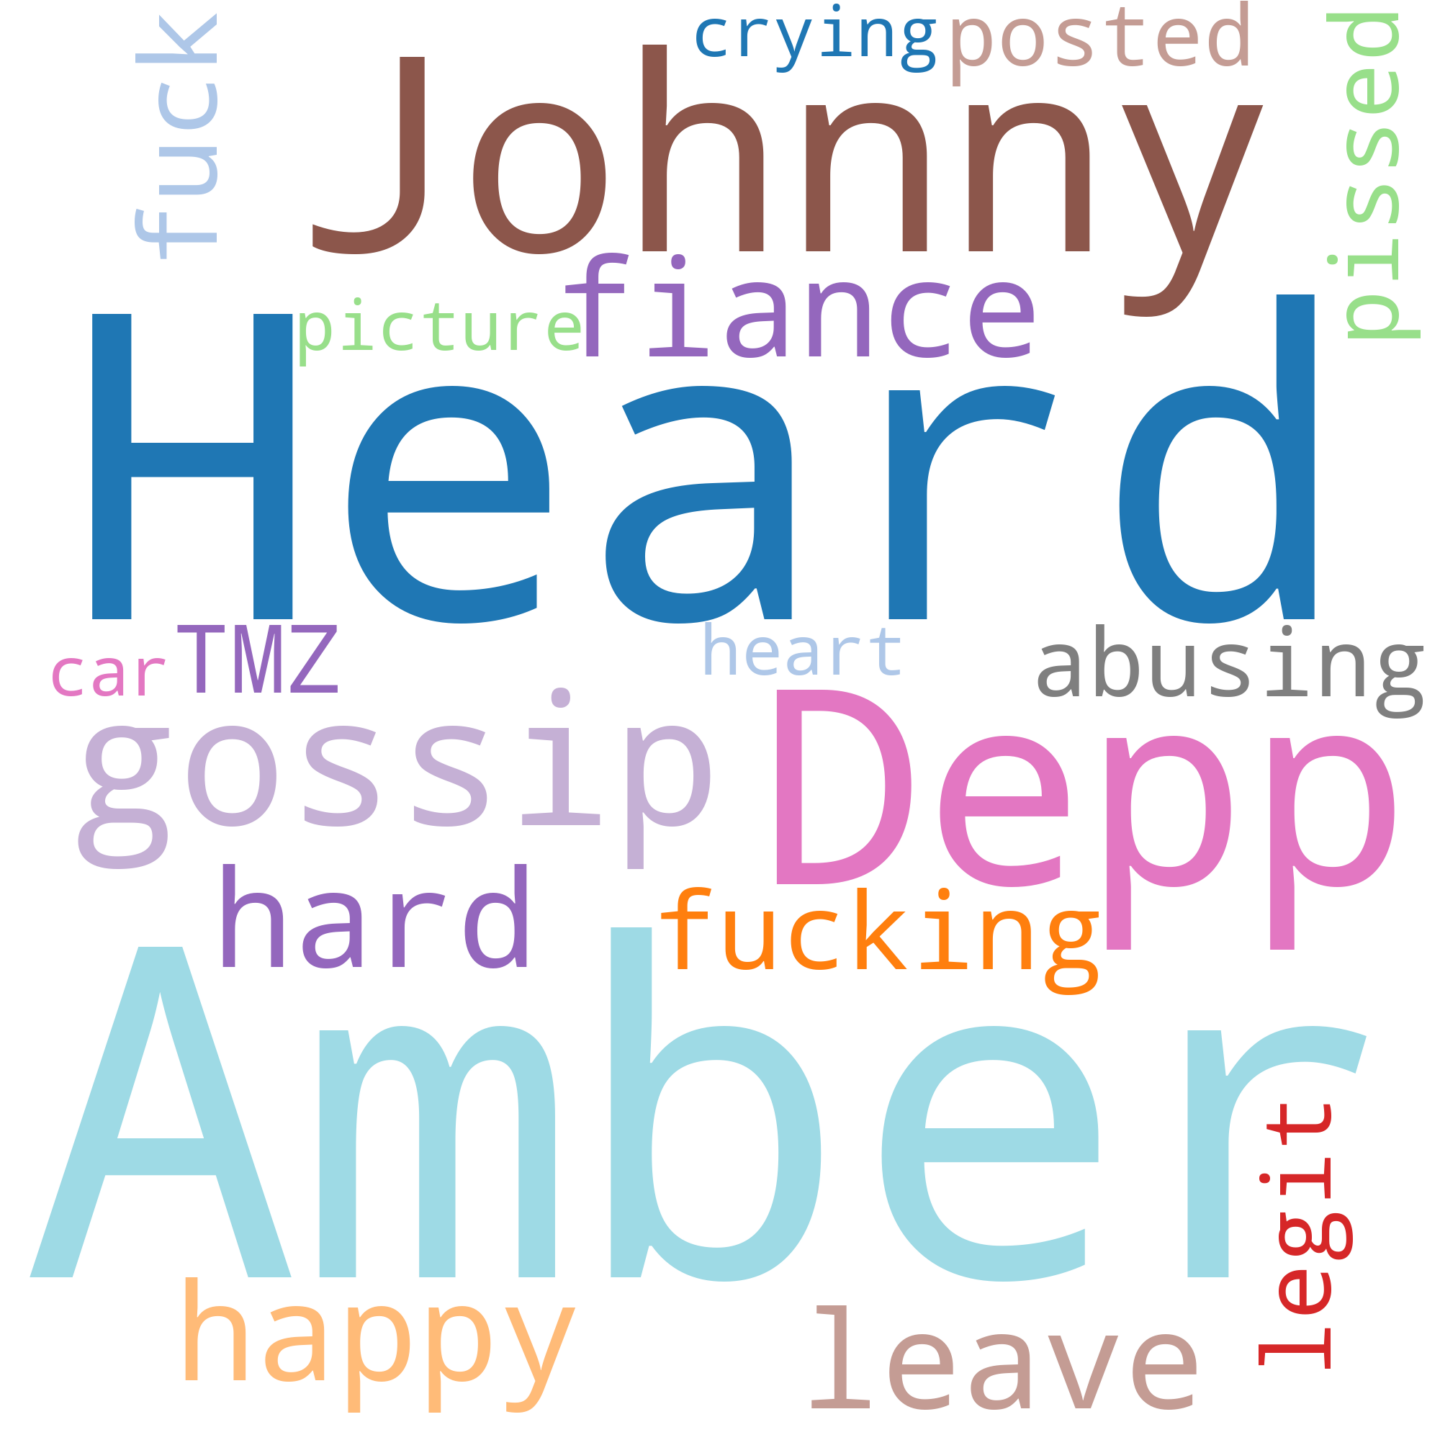 crying posted
fuck
Johnny
pissed
fiance
picture
Heard
car TMZ heart abusing
gossip Depp
hard fucking
Amber
legit
happy leave